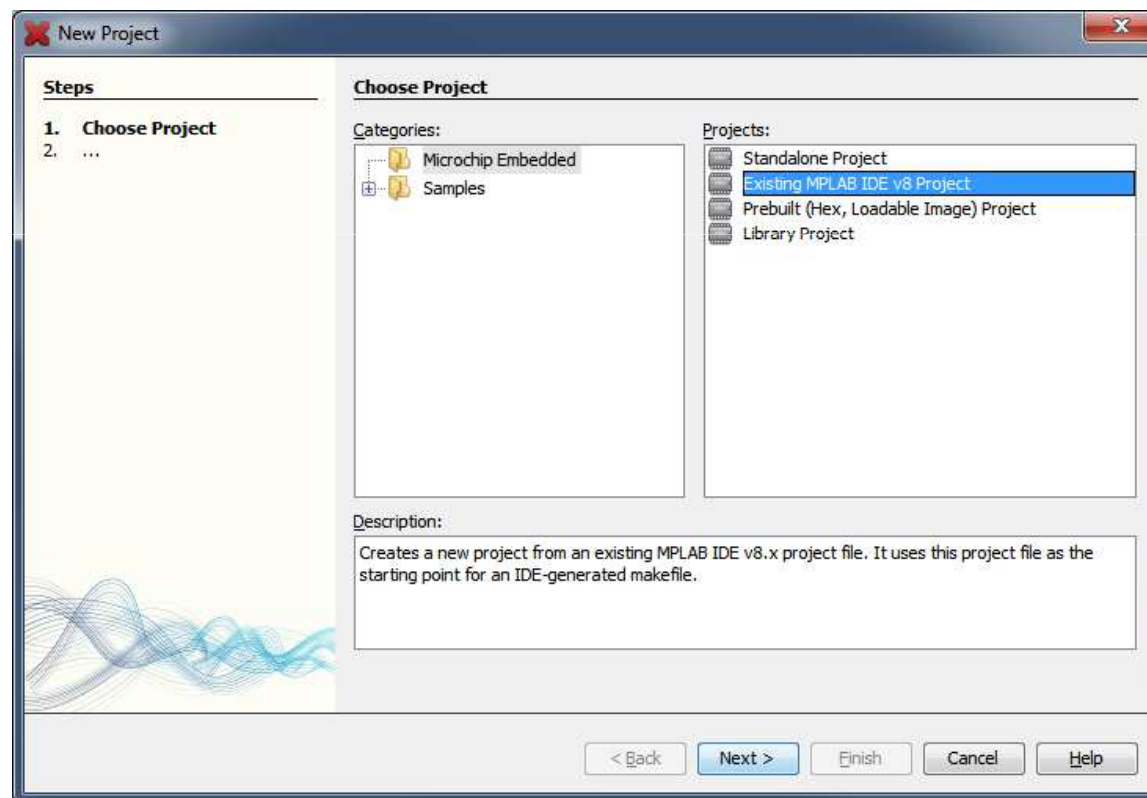 New Project
Steps
1. Choose Project
2. ...
Choose Project
Categories:
Microchip Embedded
Samples
Projects:
Standalone Project
Existing MPLAB IDE v8 Project
Prebuilt (Hex, Loadable Image) Project
Library Project
Description:
Creates a new project from an existing MPLAB IDE v8.x project file. It uses this project file as the
starting point for an IDE-generated makefile.
< Back
Next >
Finish
Cancel
Help